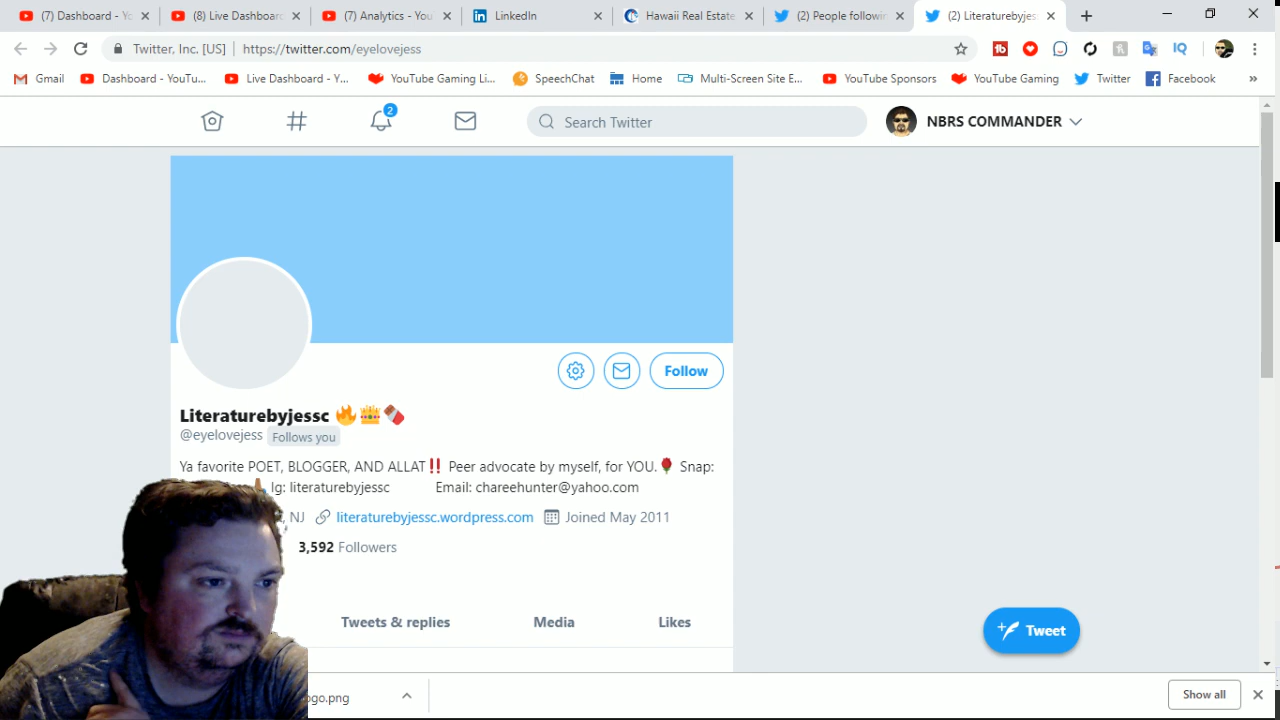 (7) Dashboard - Yo
(8) Live Dashboard
(7) Analytics - You
LinkedIn
Hawaii Real Estate
(2) People followin
(2) Literaturebyjes
Twitter, Inc. [US]
https://twitter.com/eyelovejess
IQ
Gmail
Dashboard - YouTu...
Live Dashboard - Y...
YouTube Gaming Li...
SpeechChat
Home
Multi-Screen Site E...
YouTube Sponsors
YouTube Gaming
Twitter
Facebook
2
Search Twitter
NBRS COMMANDER
Follow
Literaturebyjessc 🔥👑🍫
@eyelovejess Follows you
Ya favorite POET, BLOGGER, AND ALLAT‼️ Peer advocate by myself, for YOU.🌹 Snap:
Ig: literaturebyjessc Email: chareehunter@yahoo.com
, NJ literaturebyjessc.wordpress.com Joined May 2011
3,592 Followers
Tweets & replies
Media
Likes
Tweet
ogo.png
Show all